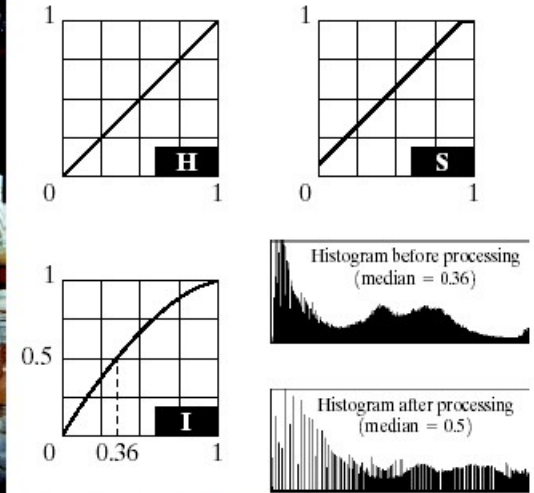 1
H
0
1
1
S
0
1
Histogram before processing
(median = 0.36)
1
0.5
I
0
0.36
1
Histogram after processing
(median = 0.5)